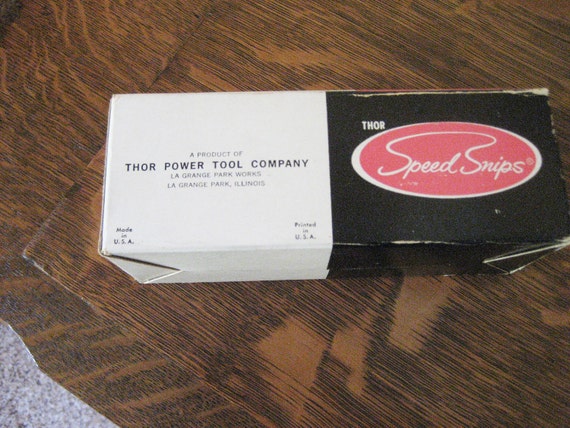 A PRODUCT OF
THOR POWER TOOL COMPANY
LA GRANGE PARK WORKS
LA GRANGE PARK, ILLINOIS
Made
in
U.S.A.
Printed
in
U.S.A.
THOR
Speed Snips®